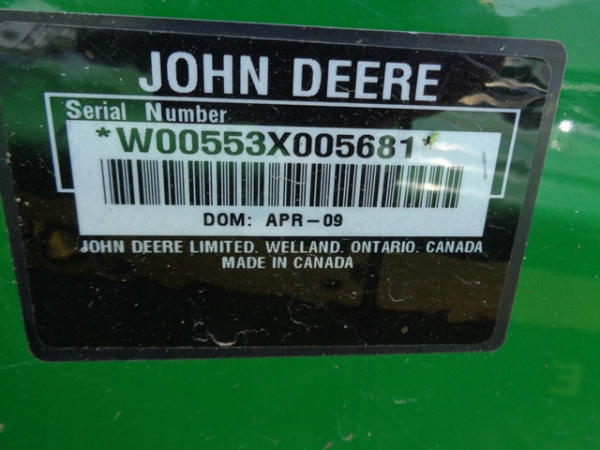 JOHN DEERE
Serial Number
*W00553X005681*
DOM: APR-09
JOHN DEERE LIMITED. WELLAND, ONTARIO. CANADA
MADE IN CANADA